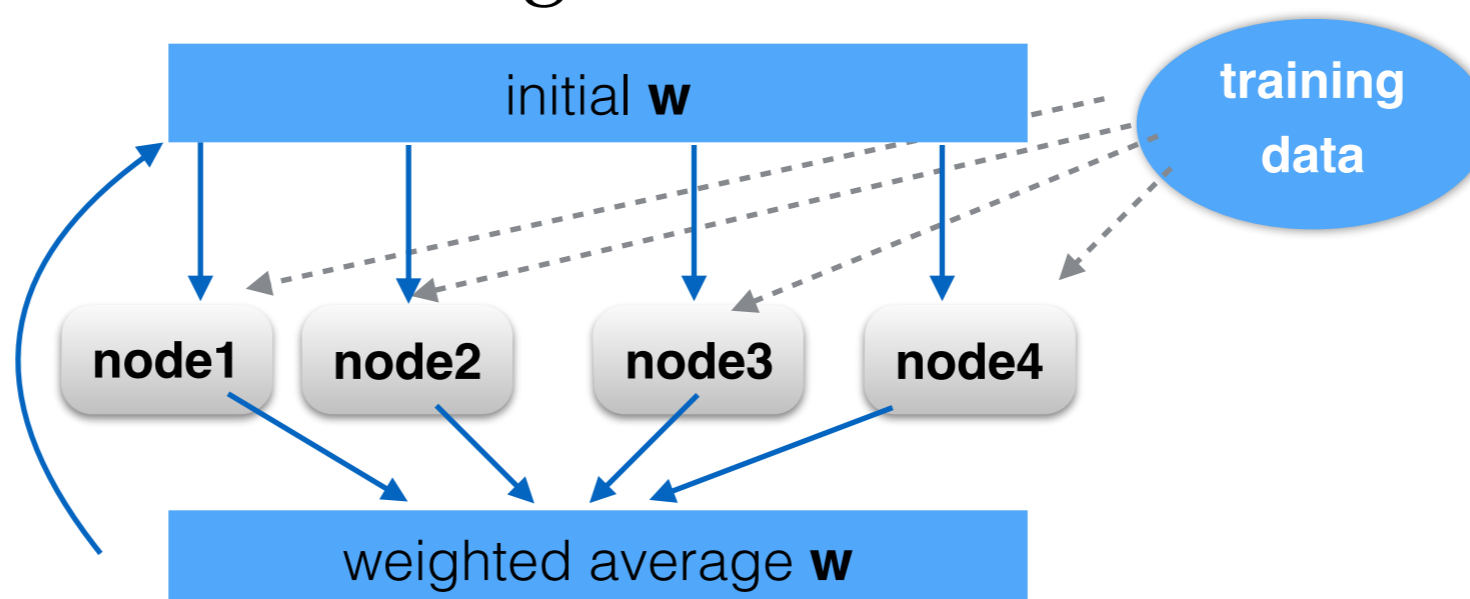 initial w
training
data
node1
node2
node3
node4
weighted average w